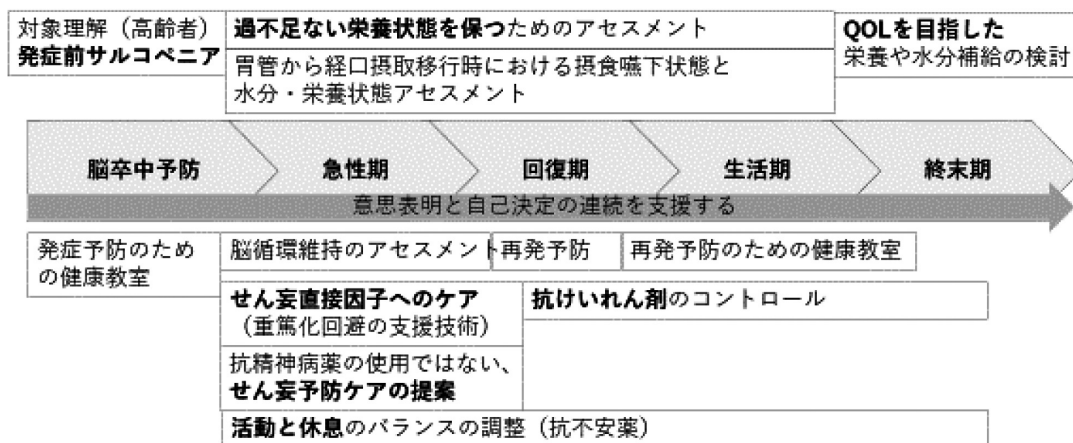 対象理解（高齢者）
発症前サルコペニア
過不足ない栄養状態を保つためのアセスメント
胃管から経口摂取移行時における摂食嚥下状態と
水分・栄養状態アセスメント
QOLを目指した
栄養や水分補給の検討
脳卒中予防
急性期
回復期
生活期
終末期
意思表明と自己決定の連続を支援する
発症予防のため
の健康教室
脳循環維持のアセスメント
再発予防
再発予防のための健康教室
せん妄直接因子へのケア
（重篤化回避の支援技術）
抗けいれん剤のコントロール
抗精神病薬の使用ではない、
せん妄予防ケアの提案
活動と休息のバランスの調整（抗不安薬）